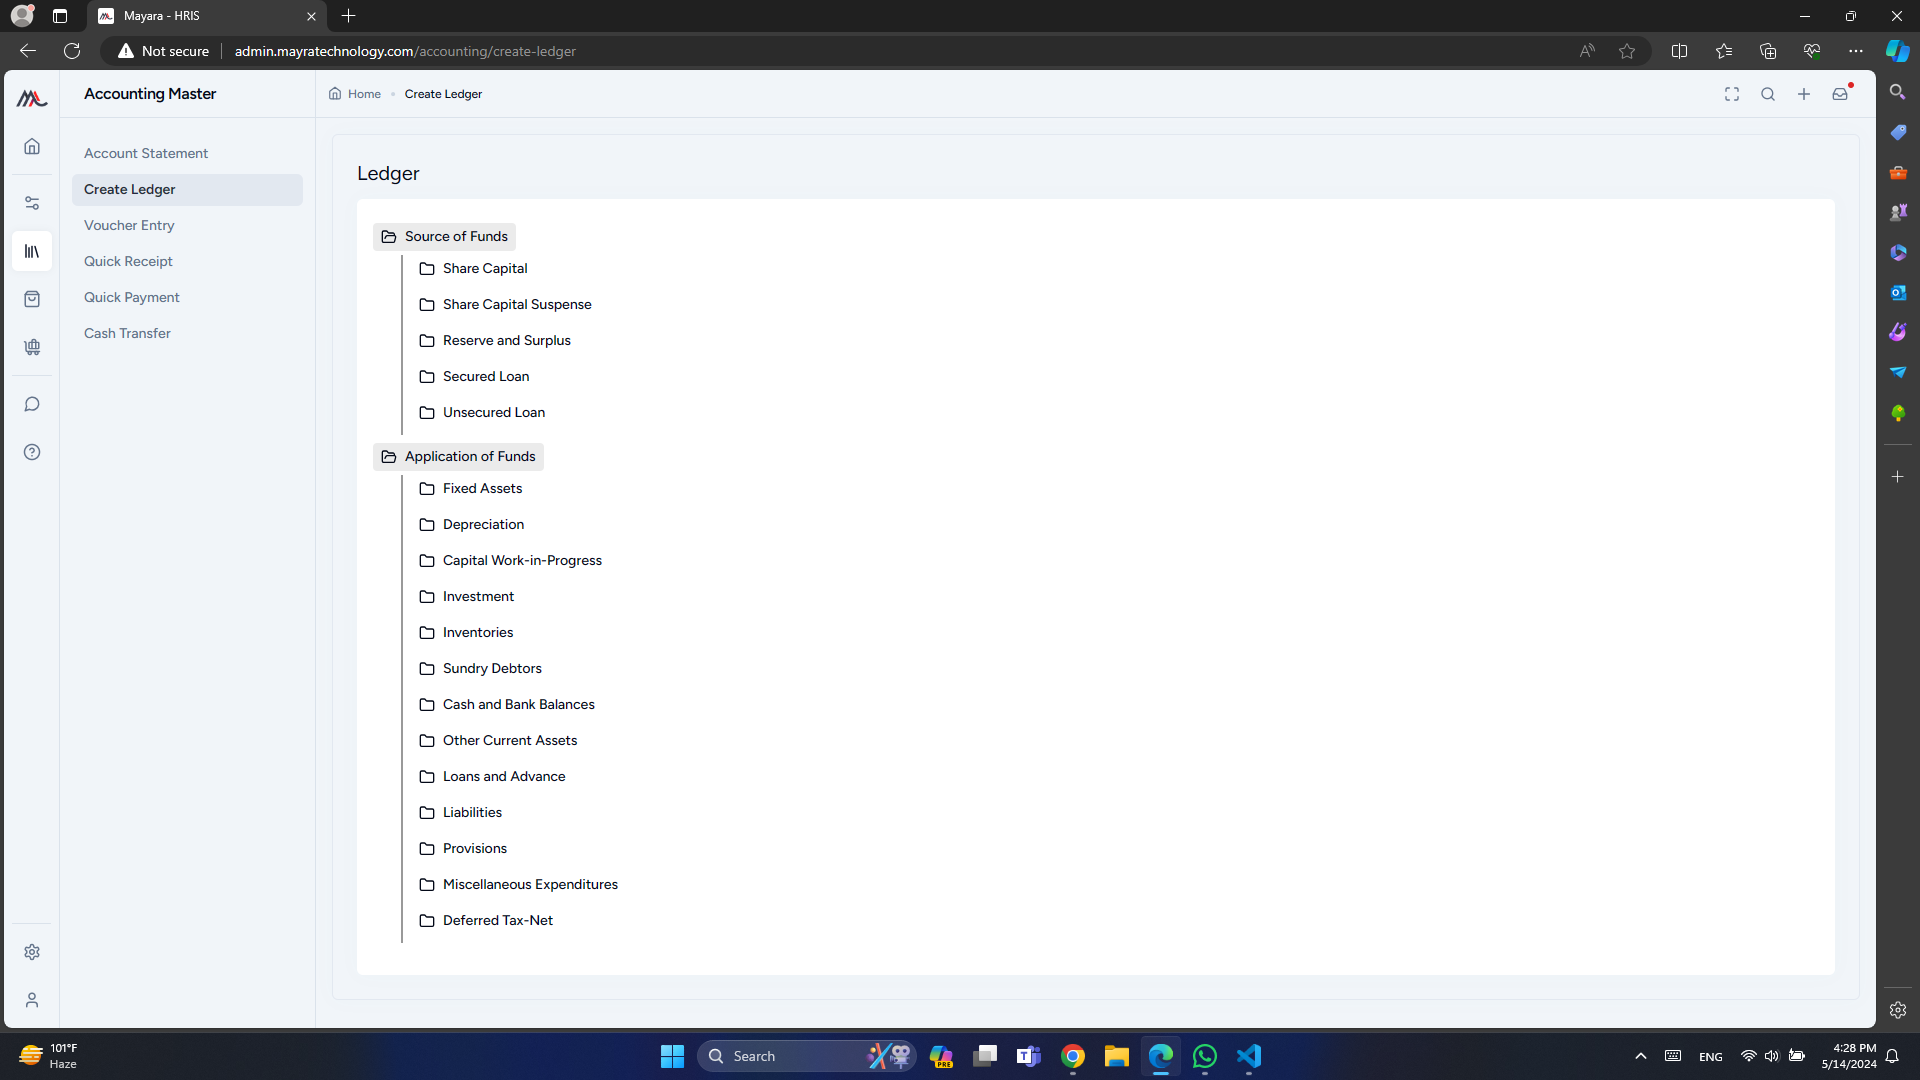 Mayara - HRIS
Not secure
admin.mayratechnology.com/accounting/create-ledger
Accounting Master
Home
Create Ledger
Account Statement
Create Ledger
Voucher Entry
Quick Receipt
Quick Payment
Cash Transfer
Ledger
Source of Funds
Share Capital
Share Capital Suspense
Reserve and Surplus
Secured Loan
Unsecured Loan
Application of Funds
Fixed Assets
Depreciation
Capital Work-in-Progress
Investment
Inventories
Sundry Debtors
Cash and Bank Balances
Other Current Assets
Loans and Advance
Liabilities
Provisions
Miscellaneous Expenditures
Deferred Tax-Net
101°F
Haze
Search
PRE
ENG
4:28 PM
5/14/2024